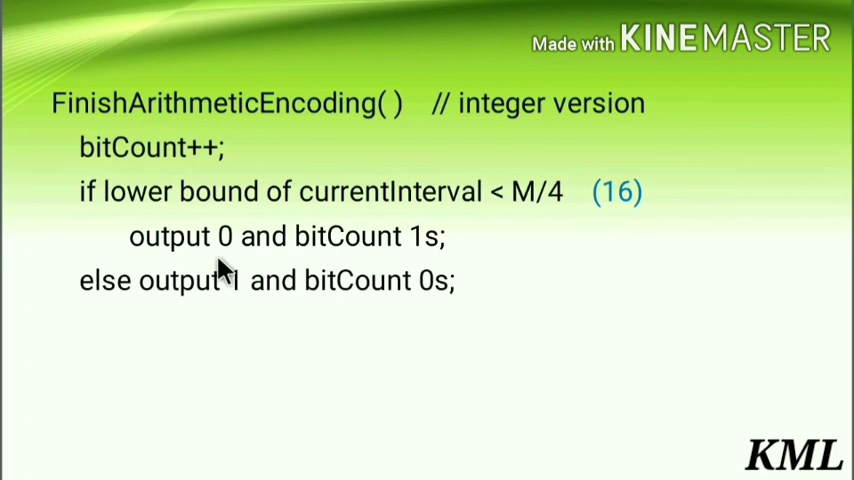 Made with KINEMASTER
FinishArithmeticEncoding( ) // integer version
bitCount++;
if lower bound of currentInterval < M/4 (16)
output 0 and bitCount 1s;
else output 1 and bitCount 0s;
KML